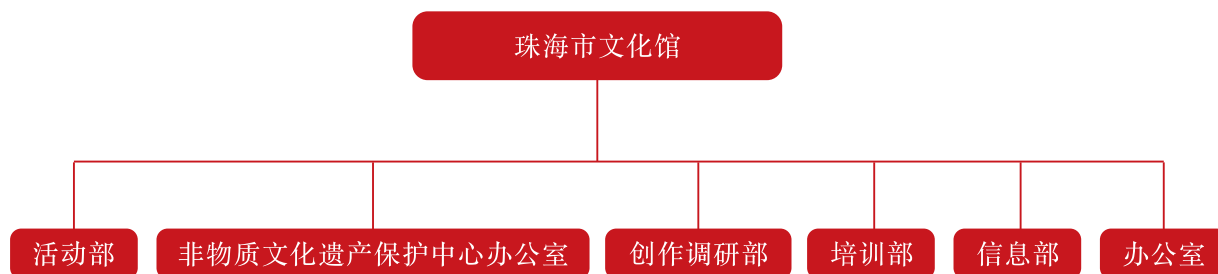 珠海市文化馆
活动部
非物质文化遗产保护中心办公室
创作调研部
培训部
信息部
办公室